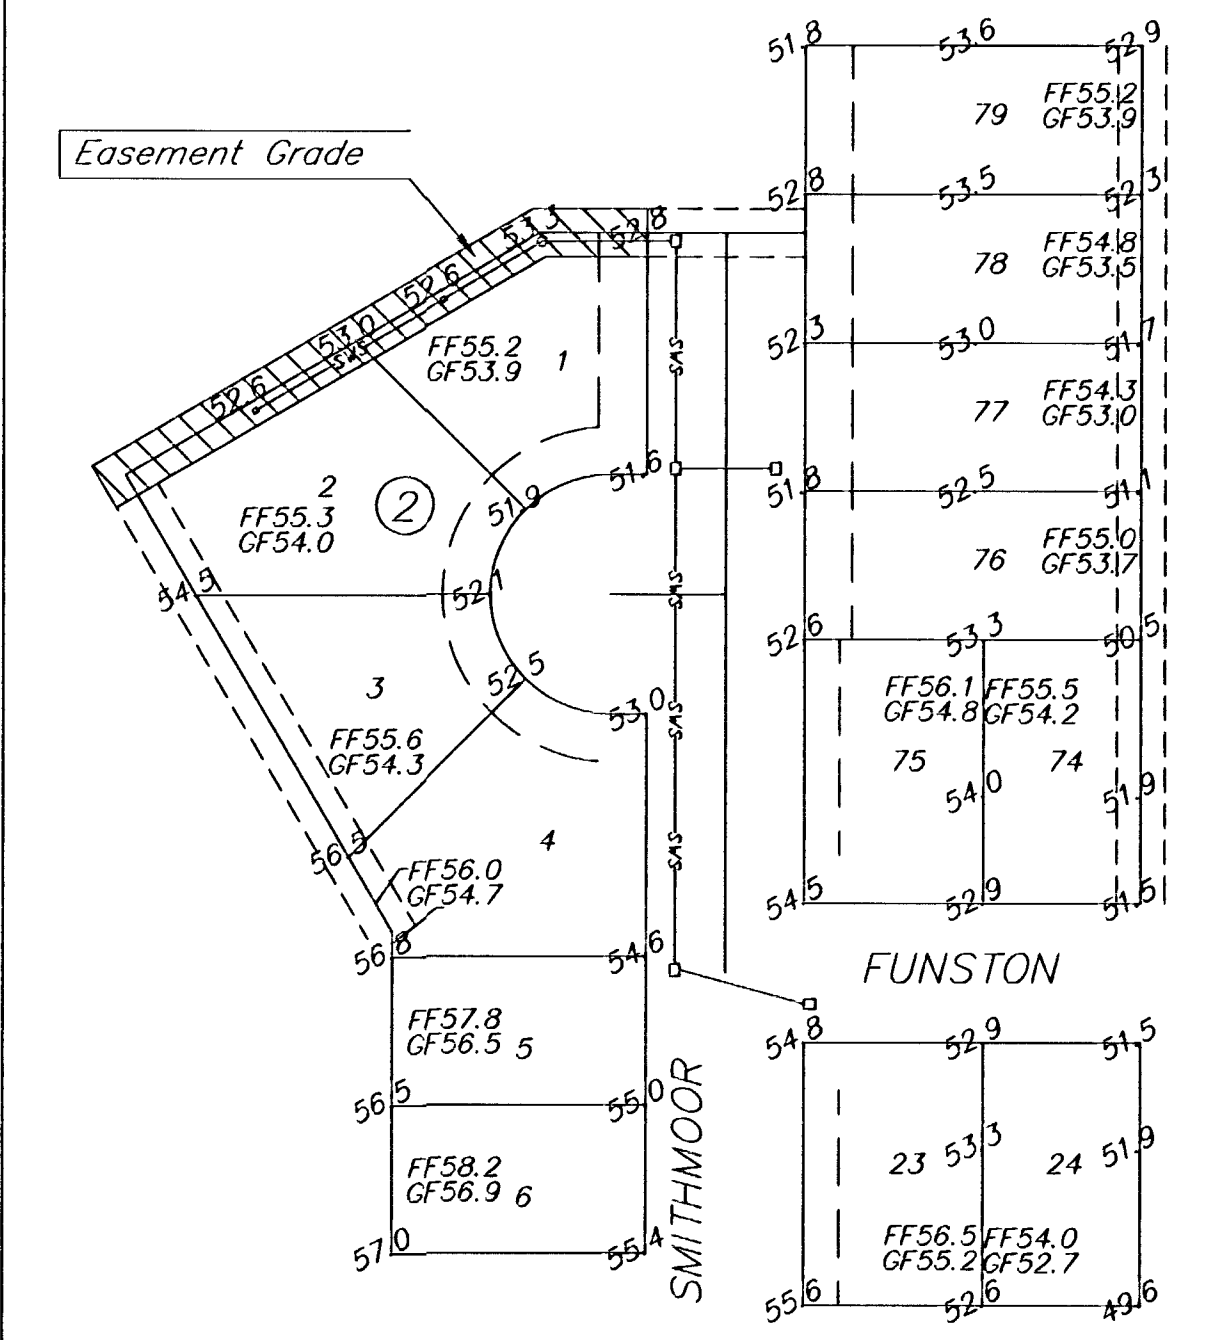 51.8
53.6
52.9
79
FF55.2
GF53.9
Easement Grade
52.8
53.5
52.3
53.3
52.8
52.6
53.0
SWS
52.6
78
FF54.8
GF53.5
52.3
53.0
51.7
SWS
FF55.2
GF53.9
1
77
FF54.3
GF53.0
51.6
51.8
52.5
51.1
51.9
2
2
FF55.3
GF54.0
76
FF55.0
GF53.7
54.5
52.1
SWS
52.6
53.3
50.5
52.5
53.0
SWS
3
FF55.6
GF54.3
FF56.1
GF54.8
FF55.5
GF54.2
75
74
54.0
51.9
56.5
4
SWS
FF56.0
GF54.7
54.5
52.9
51.5
56.8
54.6
FUNSTON
FF57.8
GF56.5
5
54.8
52.9
51.5
56.5
55.0
SMITHMOOR
23
53.3
24
51.9
FF58.2
GF56.9
6
FF56.5
GF55.2
FF54.0
GF52.7
57.0
55.4
55.6
52.6
49.6